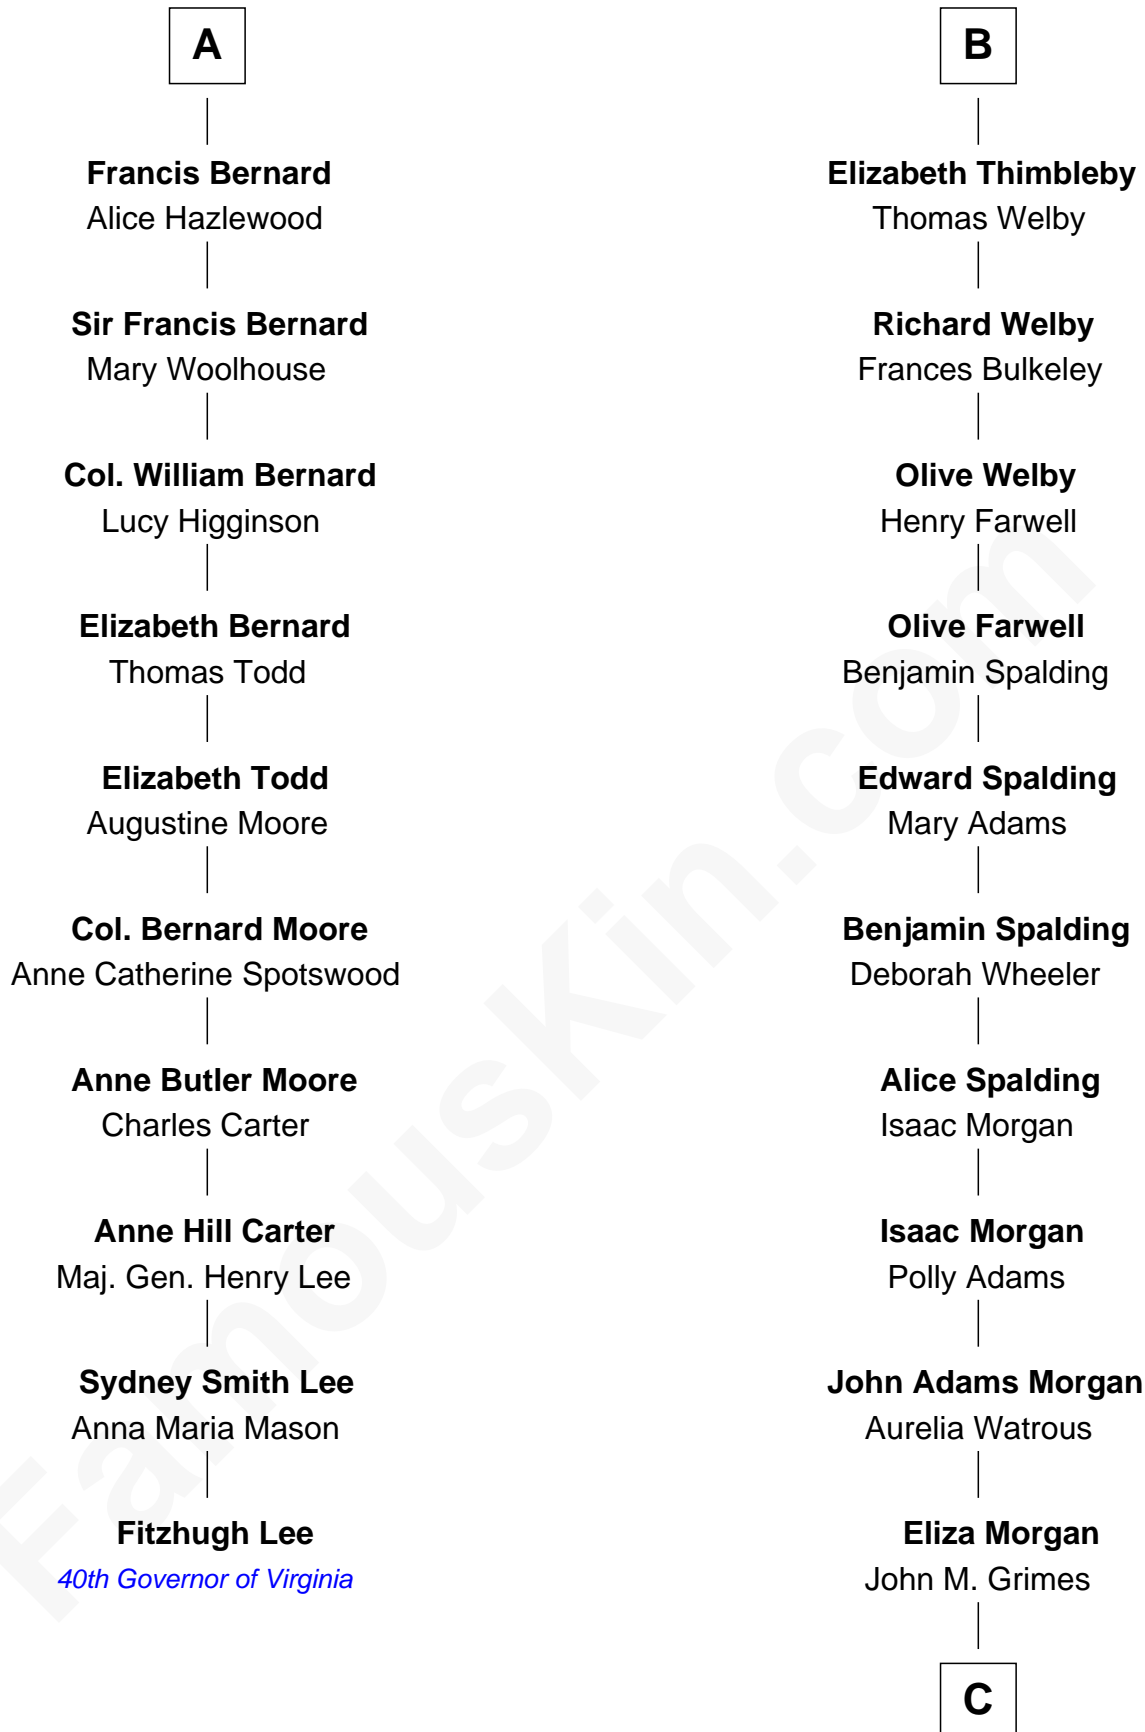 A
Francis Bernard
Alice Hazlewood
Sir Francis Bernard
Mary Woolhouse
Col. William Bernard
Lucy Higginson
Elizabeth Bernard
Thomas Todd
Elizabeth Todd
Augustine Moore
Col. Bernard Moore
Anne Catherine Spotswood
Anne Butler Moore
Charles Carter
Anne Hill Carter
Maj. Gen. Henry Lee
Sydney Smith Lee
Anna Maria Mason
Fitzhugh Lee
40th Governor of Virginia
B
Elizabeth Thimbleby
Thomas Welby
Richard Welby
Frances Bulkeley
Olive Welby
Henry Farwell
Olive Farwell
Benjamin Spalding
Edward Spalding
Mary Adams
Benjamin Spalding
Deborah Wheeler
Alice Spalding
Isaac Morgan
Isaac Morgan
Polly Adams
John Adams Morgan
Aurelia Watrous
Eliza Morgan
John M. Grimes
C
FamousKin.com